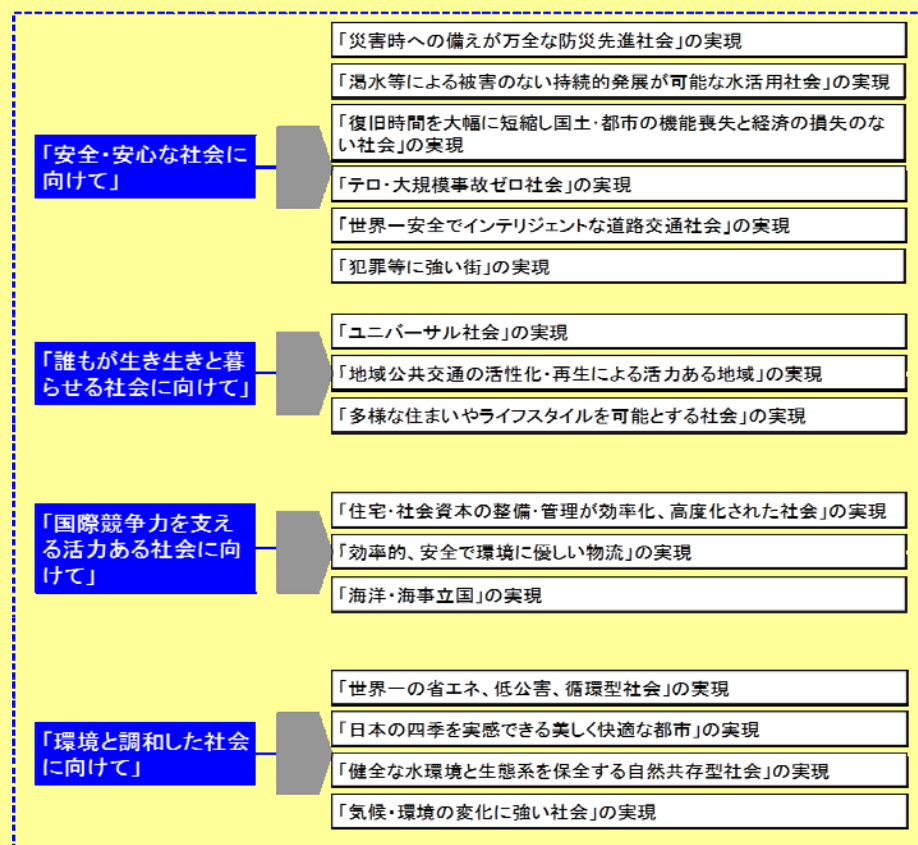 「安全・安心な社会に
向けて」
「災害時への備えが万全な防災先進社会」の実現
「渇水等による被害のない持続的発展が可能な水活用社会」の実現
「復旧時間を大幅に短縮し国土・都市の機能喪失と経済の損失のな
い社会」の実現
「テロ・大規模事故ゼロ社会」の実現
「世界一安全でインテリジェントな道路交通社会」の実現
「犯罪等に強い街」の実現
「誰もが生き生きと暮
らせる社会に向けて」
「ユニバーサル社会」の実現
「地域公共交通の活性化・再生による活力ある地域」の実現
「多様な住まいやライフスタイルを可能とする社会」の実現
「国際競争力を支え
る活力ある社会に向
けて」
「住宅・社会資本の整備・管理が効率化、高度化された社会」の実現
「効率的、安全で環境に優しい物流」の実現
「海洋・海事立国」の実現
「環境と調和した社会
に向けて」
「世界一の省エネ、低公害、循環型社会」の実現
「日本の四季を実感できる美しく快適な都市」の実現
「健全な水環境と生態系を保全する自然共存型社会」の実現
「気候・環境の変化に強い社会」の実現